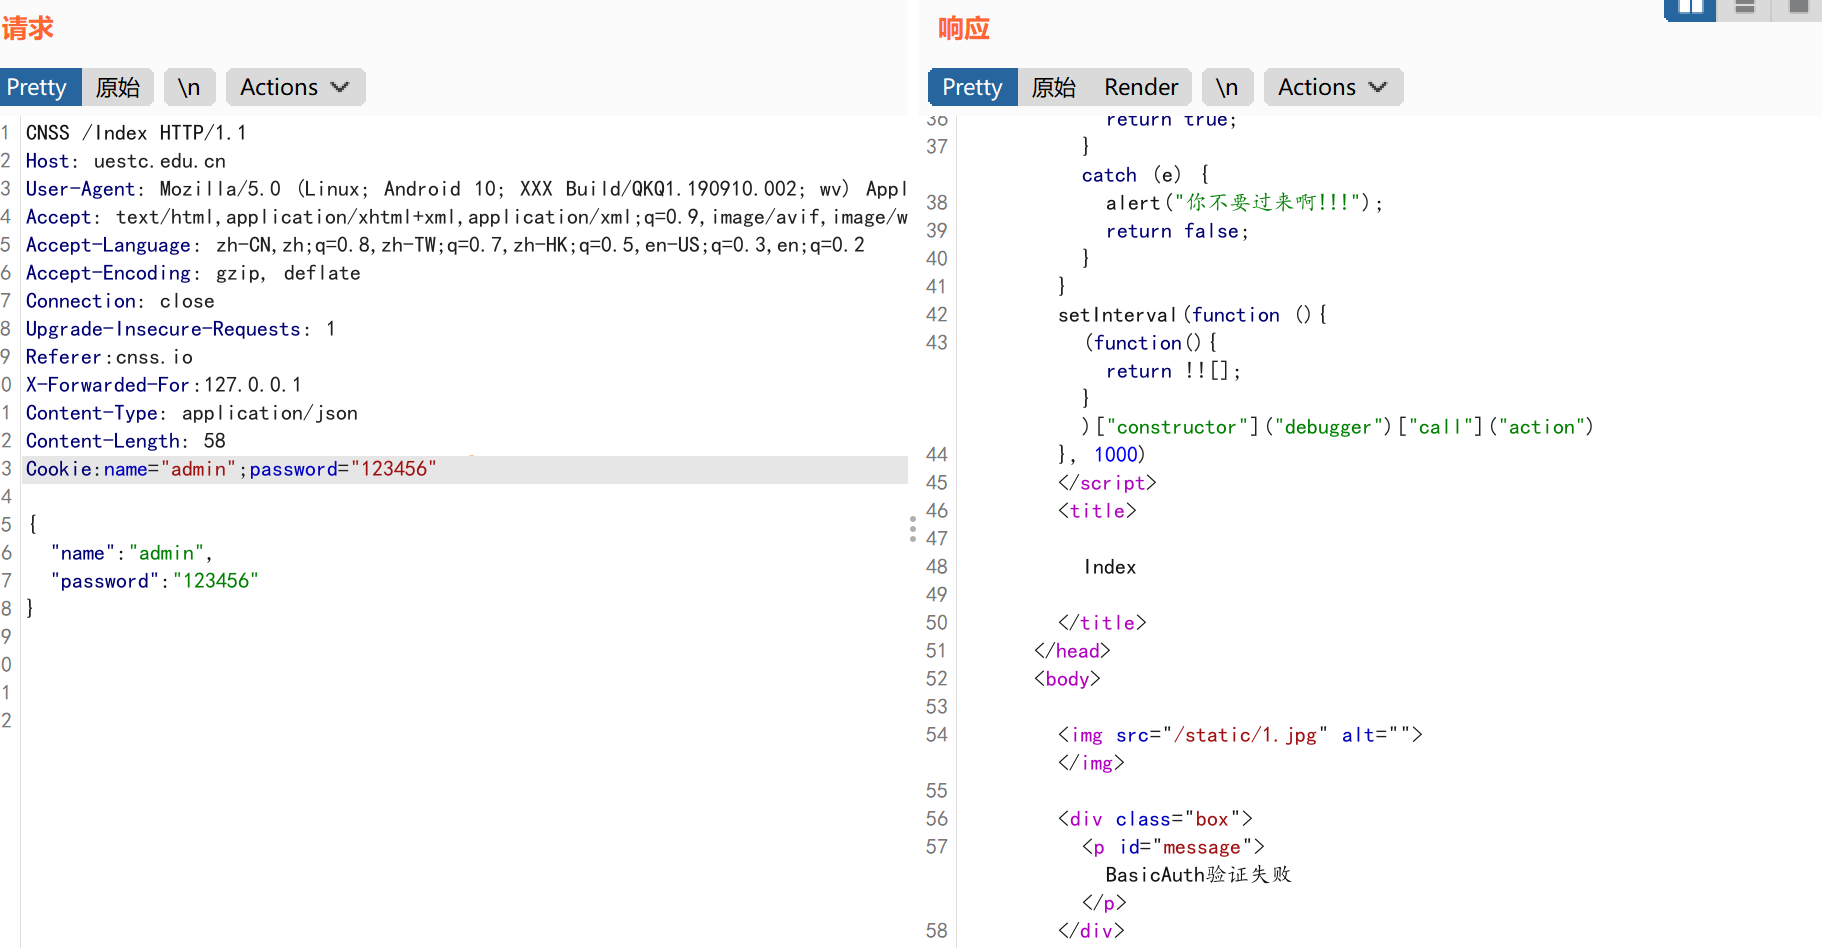 请求
Pretty 原始 \n Actions
1 CNSS /Index HTTP/1.1
2 Host: uestc.edu.cn
3 User-Agent: Mozilla/5.0 (Linux; Android 10; XXX Build/QKQ1.190910.002; wv) Appl
4 Accept: text/html,application/xhtml+xml,application/xml;q=0.9,image/avif,image/w
5 Accept-Language: zh-CN,zh;q=0.8,zh-TW;q=0.7,zh-HK;q=0.5,en-US;q=0.3,en;q=0.2
6 Accept-Encoding: gzip, deflate
7 Connection: close
8 Upgrade-Insecure-Requests: 1
9 Referer:cnss.io
0 X-Forwarded-For:127.0.0.1
1 Content-Type: application/json
2 Content-Length: 58
3 Cookie:name="admin";password="123456"
4
5 {
6 "name":"admin",
7 "password":"123456"
8 }
9
0
1
2
响应
Pretty 原始 Render \n Actions
36 return true;
37 }
catch (e) {
38 alert("你不要过来啊!!!");
39 return false;
40 }
41 }
42 setInterval(function (){
43 (function(){
return !![];
}
)["constructor"]("debugger")["call"]("action")
44 }, 1000)
45 </script>
46 <title>
47
48 Index
49
50 </title>
51 </head>
52 <body>
53
54 <img src="/static/1.jpg" alt="">
</img>
55
56 <div class="box">
57 <p id="message">
BasicAuth验证失败
</p>
58 </div>